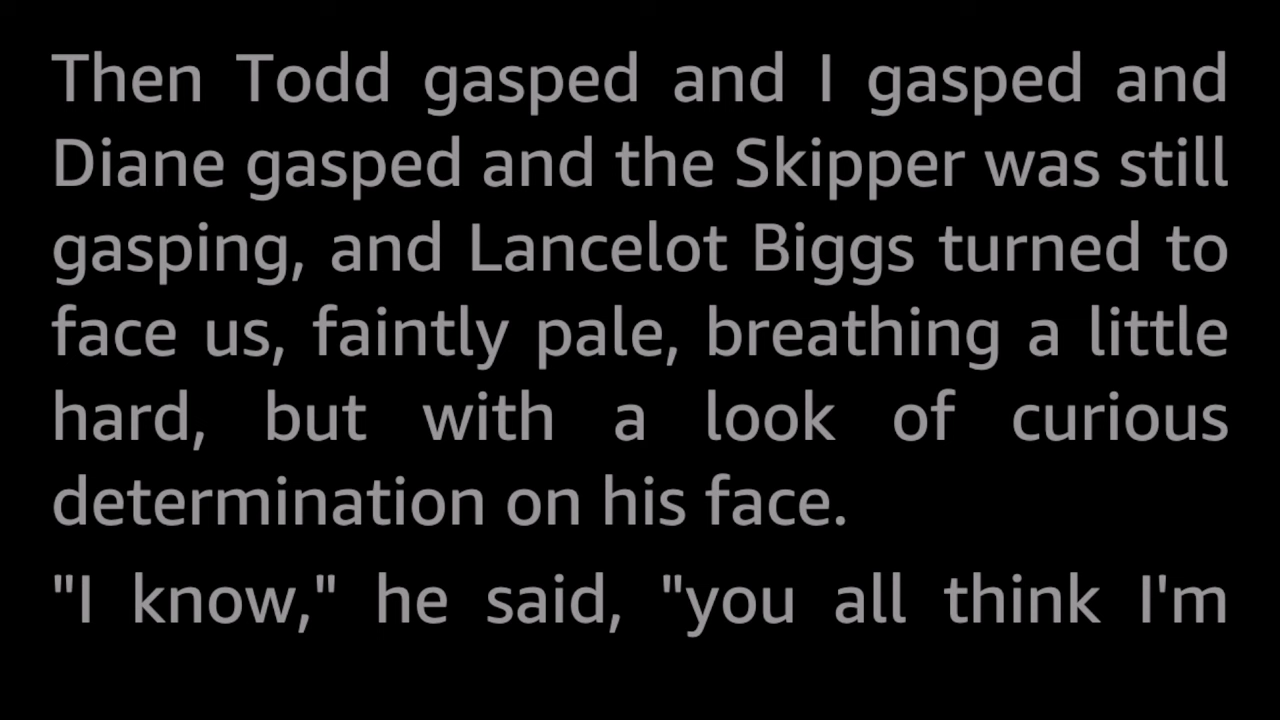 Then Todd gasped and I gasped and
Diane gasped and the Skipper was still
gasping, and Lancelot Biggs turned to
face us, faintly pale, breathing a little
hard, but with a look of curious
determination on his face.
"I know," he said, "you all think I'm